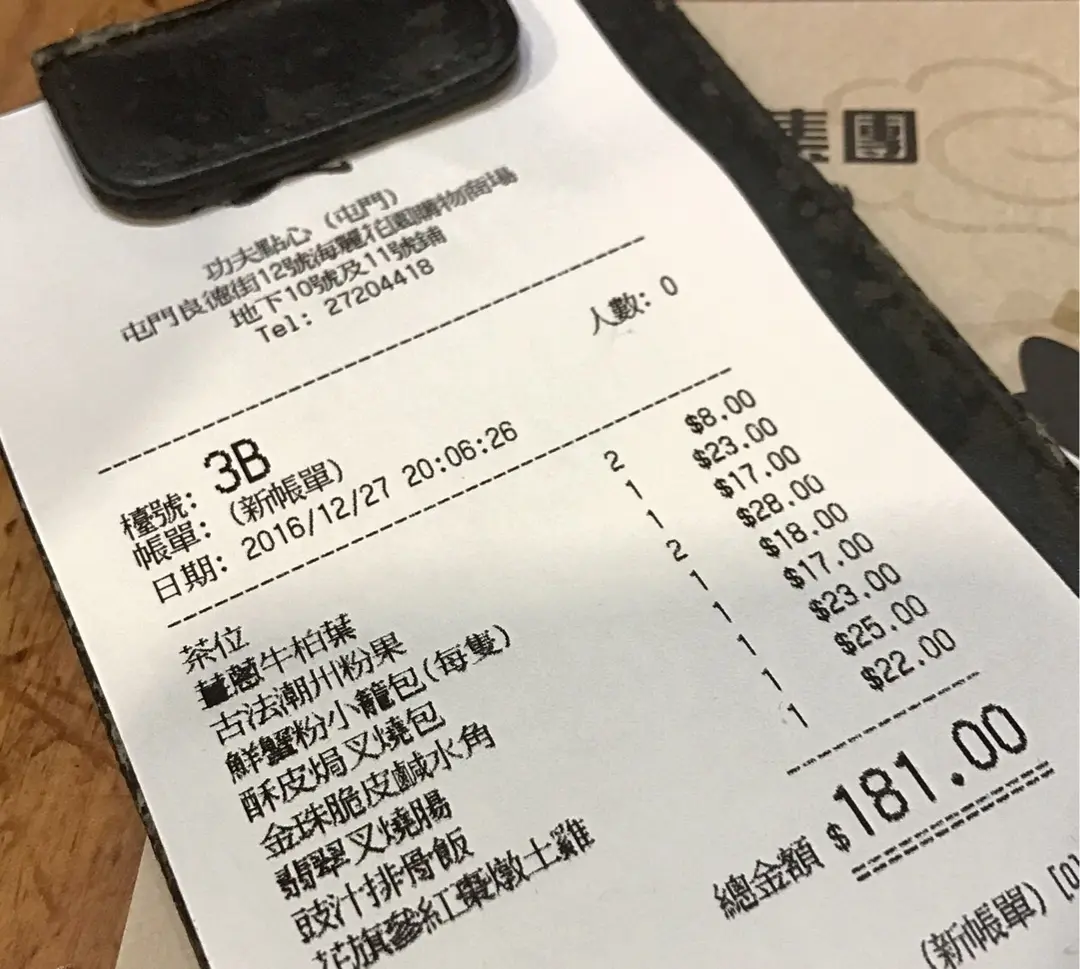 團
功夫點心 (屯門)
屯門良德街12號海麗花園購物商場
地下10號及11號鋪
Tel: 27204418
人數: 0
檯號: 3B
帳單: (新帳單)
日期: 2016/12/27 20:06:26
茶位 2 $8.00
薑蔥牛柏葉 1 $23.00
古法潮州粉果 1 $17.00
鮮蟹粉小籠包(每隻) 2 $28.00
酥皮焗叉燒包 1 $18.00
金珠脆皮鹹水角 1 $17.00
翡翠叉燒腸 1 $23.00
豉汁排骨飯 1 $25.00
花旗蔘紅棗燉土雞 1 $22.00
總金額 $181.00
(新帳單) [0]